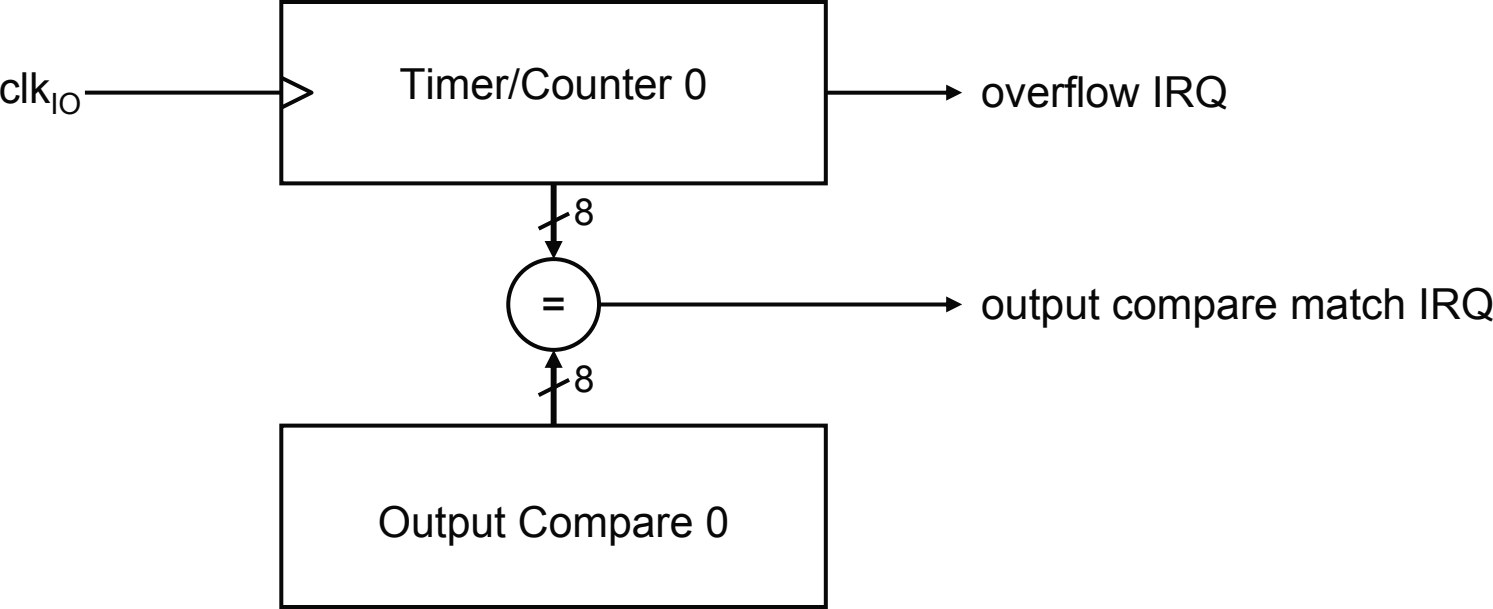 clkIO
Timer/Counter 0
overflow IRQ
8
=
output compare match IRQ
8
Output Compare 0